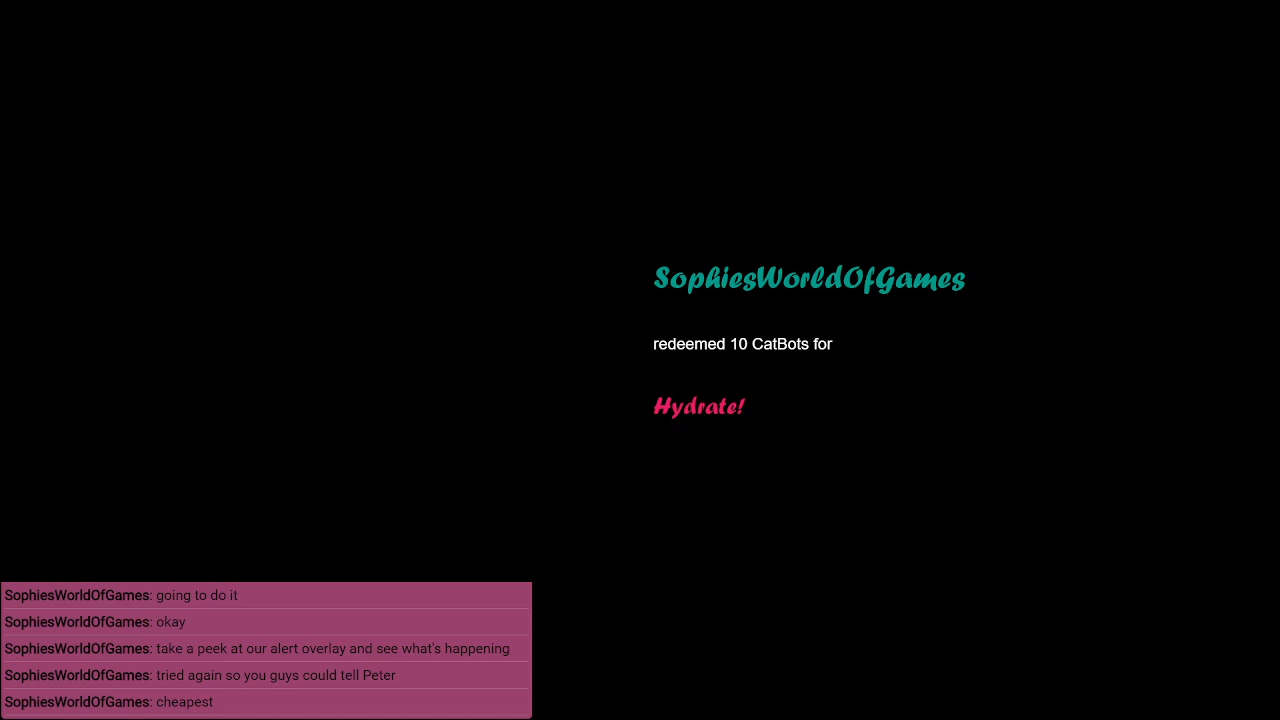 SophiesWorldOfGames
redeemed 10 CatBots for
Hydrate!
SophiesWorldOfGames: going to do it
SophiesWorldOfGames: okay
SophiesWorldOfGames: take a peek at our alert overlay and see what's happening
SophiesWorldOfGames: tried again so you guys could tell Peter
SophiesWorldOfGames: cheapest